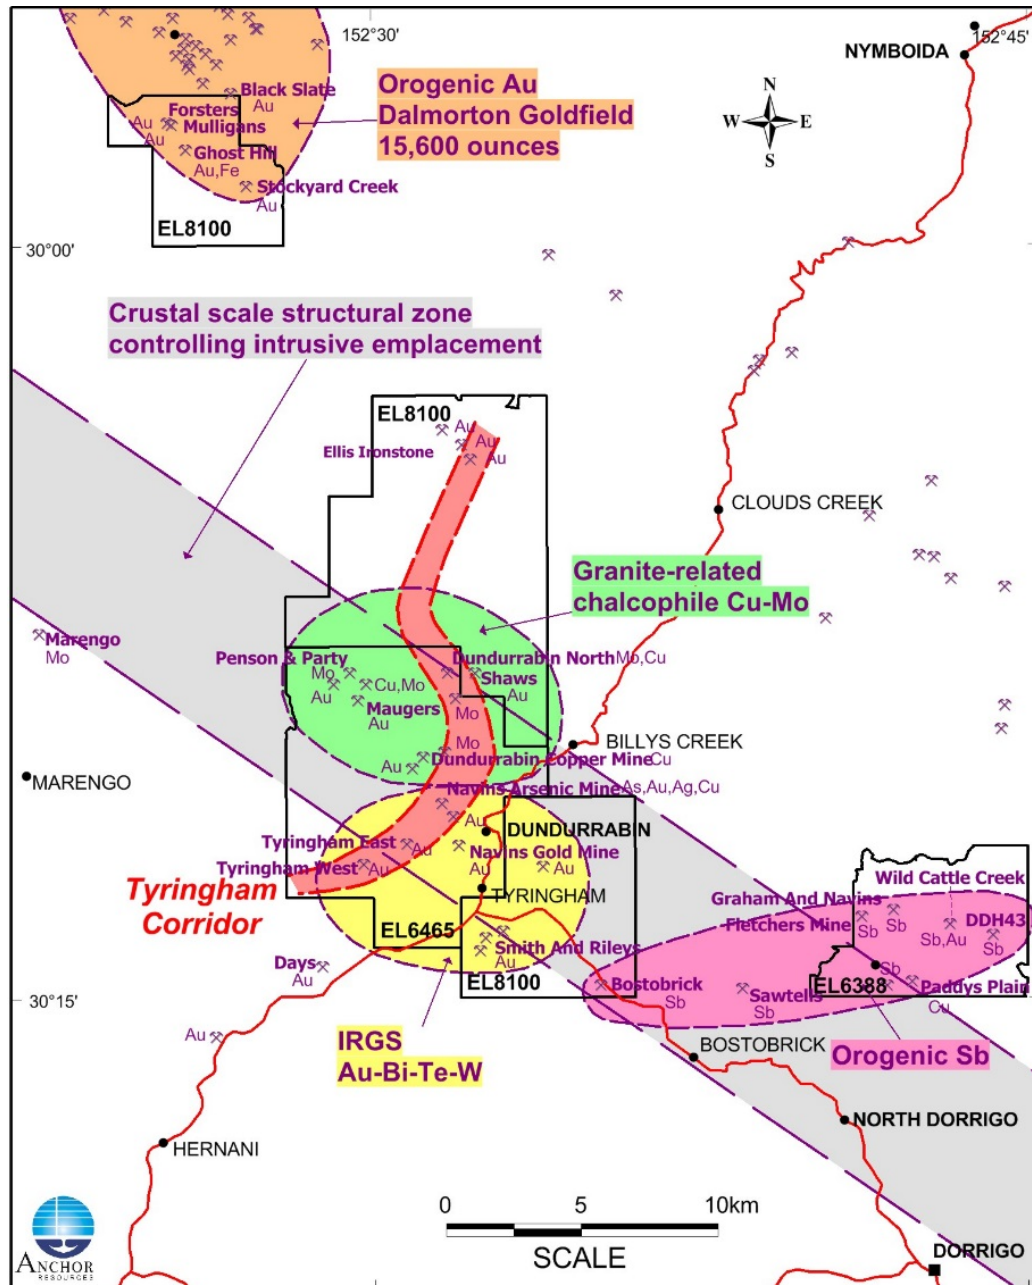 152°30'
152°45'
NYMBOIDA
Orogenic Au
Dalmorton Goldfield
15,600 ounces
N
W
E
S
Black Slate
Au
Forsters
Au
Mulligans
Au
Ghost Hill
Au,Fe
Stockyard Creek
Au
EL8100
30°00'
Crustal scale structural zone
controlling intrusive emplacement
EL8100
Au
Au
Ellis Ironstone
Au
CLOUDS CREEK
Granite-related
chalcophile Cu-Mo
Marengo
Mo
Penson & Party
Dundurrabin North
Mo,Cu
Mo
Shaws
Cu,Mo
Au
Au
Maugers
Mo
Au
Mo
BILLYS CREEK
Dundurrabin Copper Mine
Cu
Au
MARENGO
Navins Arsenic Mine
As,Au,Ag,Cu
Au
DUNDURRABIN
Tyringham East
Au
Navins Gold Mine
Tyringham West
Au
Au
Au
Tyringham
Corridor
TYRINGHAM
Wild Cattle Creek
Graham And Navins
Fletchers Mine
DDH43
Sb
Sb
Sb,Au
Sb
EL6465
Smith And Rileys
Au
Days
Au
Sb
EL8100
Bostobrick
Sb
Sawtells
Sb
EL6388
Paddys Plain
Cu
30°15'
Au
IRGS
Au-Bi-Te-W
BOSTOBRICK
Orogenic Sb
NORTH DORRIGO
HERNANI
0
5
10km
SCALE
DORRIGO
ANCHOR
RESOURCES